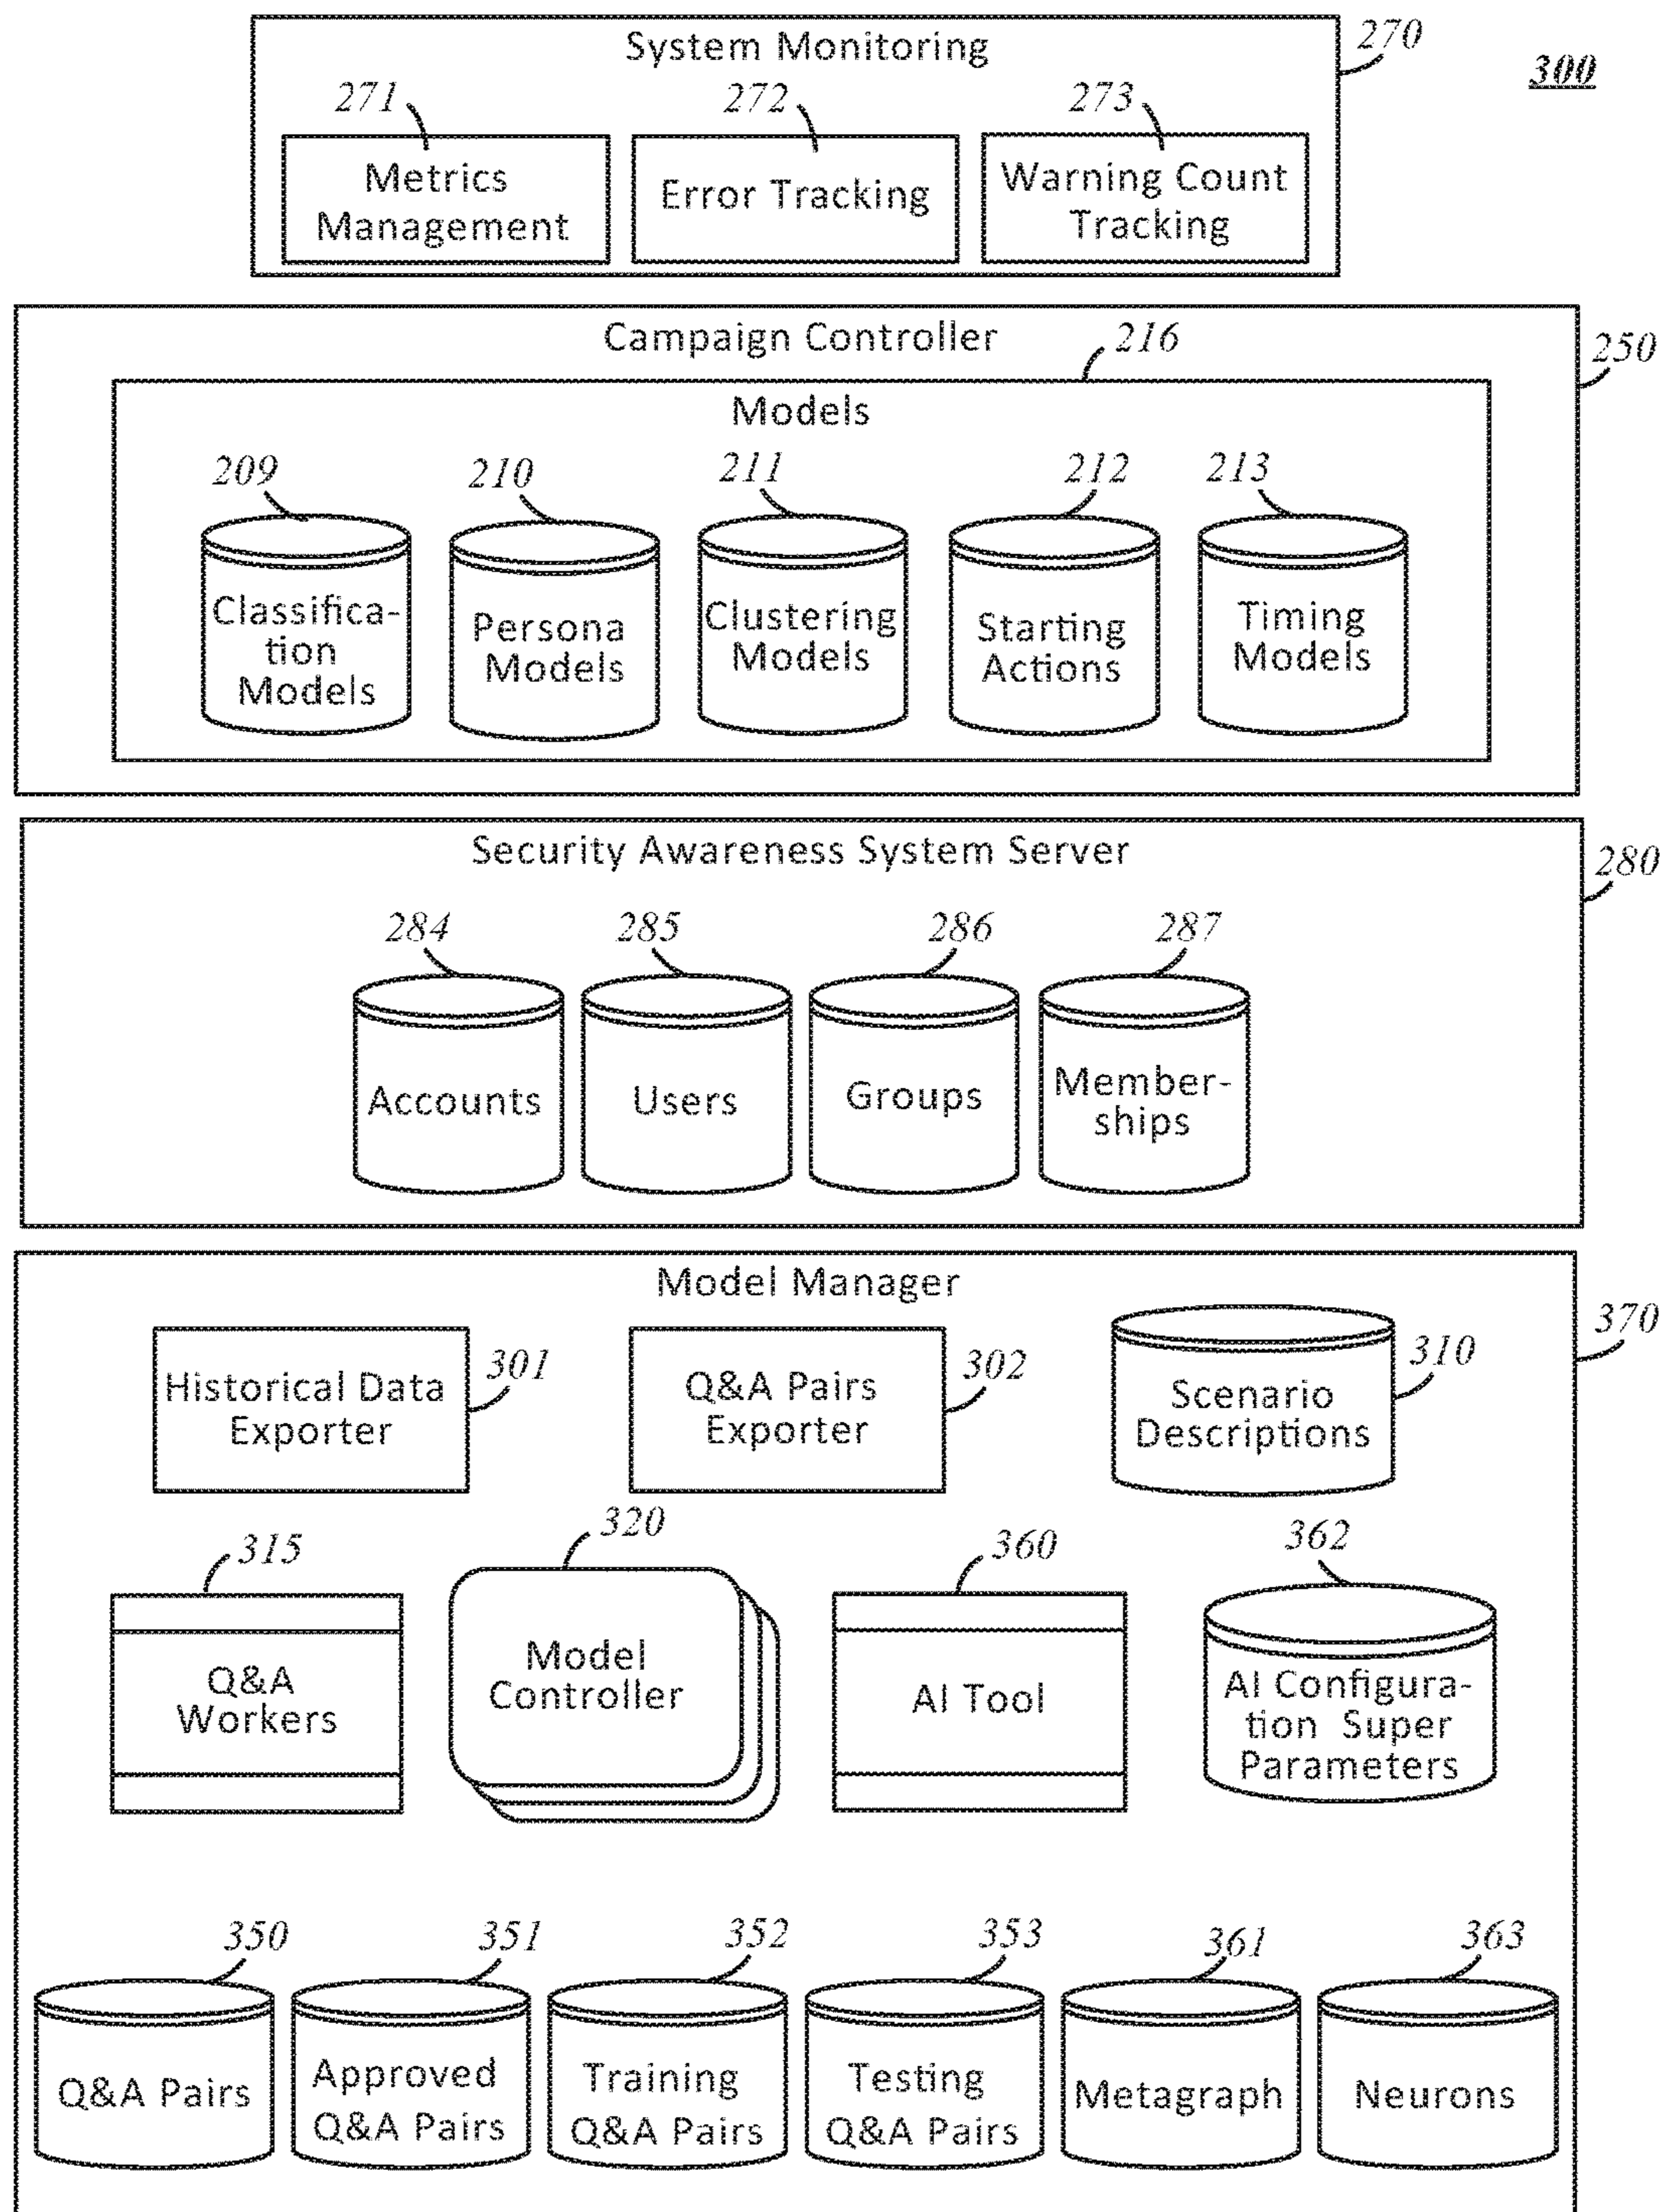 System Monitoring
270
300
271
272
273
Metrics
Management
Error Tracking
Warning Count
Tracking
Campaign Controller
216
250
Models
209
210
211
212
213
Classifica-
tion
Models
Persona
Models
Clustering
Models
Starting
Actions
Timing
Models
Security Awareness System Server
280
284
285
286
287
Accounts
Users
Groups
Member-
ships
Model Manager
370
Historical Data
Exporter
301
Q&A Pairs
Exporter
302
Scenario
Descriptions
310
315
320
360
362
Q&A
Workers
Model
Controller
AI Tool
AI Configura-
tion Super
Parameters
350
351
352
353
361
363
Q&A Pairs
Approved
Q&A Pairs
Training
Q&A Pairs
Testing
Q&A Pairs
Metagraph
Neurons